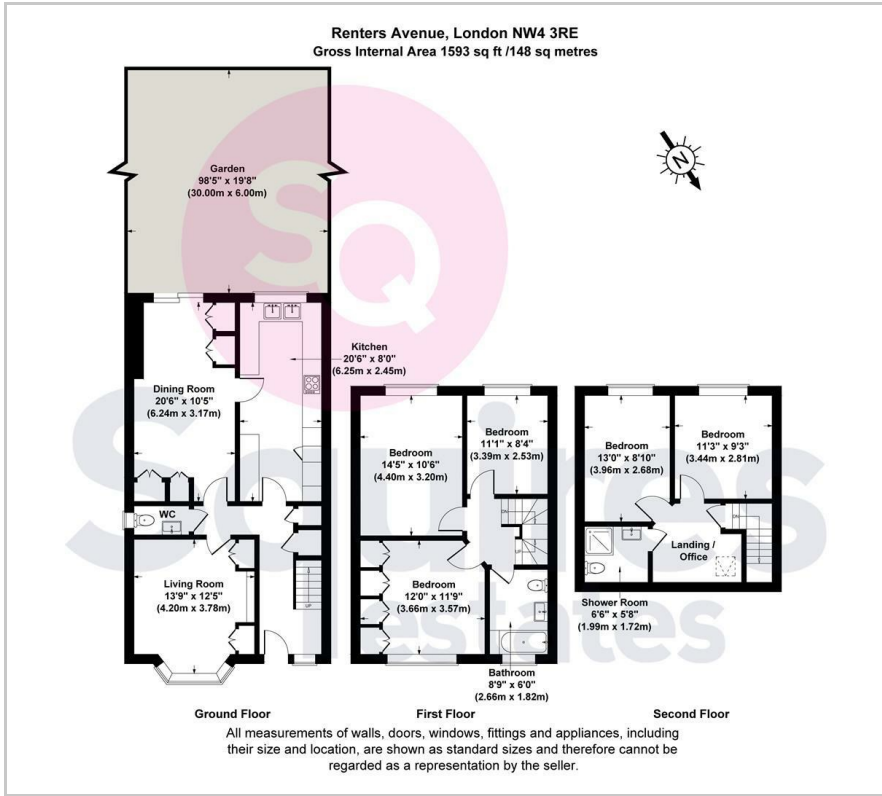 Renters Avenue, London NW4 3RE
Gross Internal Area 1593 sq ft /148 sq metres
N
Garden
98'5" x 19'8"
(30.00m x 6.00m)
SQ
Kitchen
20'6" x 8'0"
(6.25m x 2.45m)
Dining Room
20'6" x 10'5"
(6.24m x 3.17m)
WC
Living Room
13'9" x 12'5"
(4.20m x 3.78m)
UP
Ground Floor
Bedroom
14'5" x 10'6"
(4.40m x 3.20m)
Bedroom
11'1" x 8'4"
(3.39m x 2.53m)
DN
UP
Bedroom
12'0" x 11'9"
(3.66m x 3.57m)
Bathroom
8'9" x 6'0"
(2.66m x 1.82m)
First Floor
Bedroom
13'0" x 8'10"
(3.96m x 2.68m)
Bedroom
11'3" x 9'3"
(3.44m x 2.81m)
DN
Landing /
Office
Shower Room
6'6" x 5'8"
(1.99m x 1.72m)
Second Floor
Squires
estates
All measurements of walls, doors, windows, fittings and appliances, including
their size and location, are shown as standard sizes and therefore cannot be
regarded as a representation by the seller.